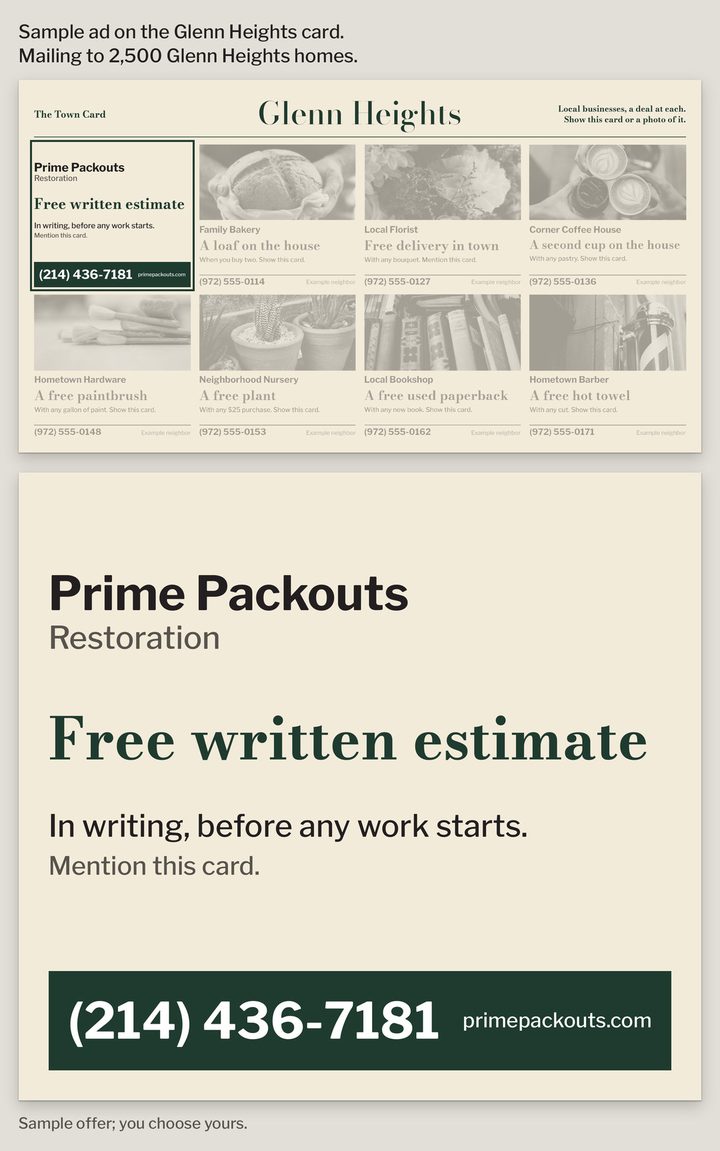 Sample ad on the Glenn Heights card.
Mailing to 2,500 Glenn Heights homes.
The Town Card
Glenn Heights
Local businesses, a deal at each.
Show this card or a photo of it.
Prime Packouts
Restoration
Free written estimate
In writing, before any work starts.
Mention this card.
(214) 436-7181 primepackouts.com
Family Bakery
A loaf on the house
When you buy two. Show this card.
(972) 555-0114 Example neighbor
Local Florist
Free delivery in town
With any bouquet. Mention this card.
(972) 555-0127 Example neighbor
Corner Coffee House
A second cup on the house
With any pastry. Show this card.
(972) 555-0136 Example neighbor
Hometown Hardware
A free paintbrush
With any gallon of paint. Show this card.
(972) 555-0148 Example neighbor
Neighborhood Nursery
A free plant
With any $25 purchase. Show this card.
(972) 555-0153 Example neighbor
Local Bookshop
A free used paperback
With any new book. Show this card.
(972) 555-0162 Example neighbor
Hometown Barber
A free hot towel
With any cut. Show this card.
(972) 555-0171 Example neighbor
Prime Packouts
Restoration
Free written estimate
In writing, before any work starts.
Mention this card.
(214) 436-7181 primepackouts.com
Sample offer; you choose yours.